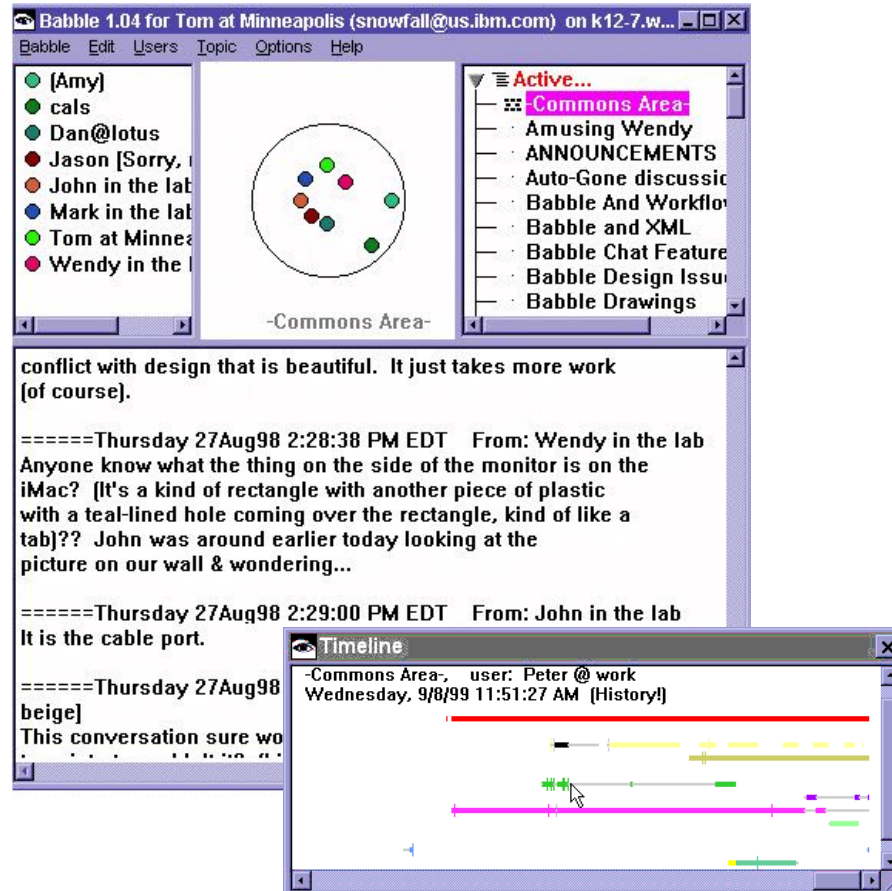 Babble 1.04 for Tom at Minneapolis (snowfall@us.ibm.com) on k12-7.w...
Babble Edit Users Topic Options Help
(Amy)
cals
Dan@lotus
Jason [Sorry,
John in the lab
Mark in the lab
Tom at Minnea
Wendy in the
-Commons Area-
Active...
-Commons Area-
Amusing Wendy
ANNOUNCEMENTS
Auto-Gone discussio
Babble And Workflo
Babble and XML
Babble Chat Feature
Babble Design Issu
Babble Drawings
conflict with design that is beautiful. It just takes more work
(of course).
======Thursday 27Aug98 2:28:38 PM EDT From: Wendy in the lab
Anyone know what the thing on the side of the monitor is on the
iMac? (It's a kind of rectangle with another piece of plastic
with a teal-lined hole coming over the rectangle, kind of like a
tab)?? John was around earlier today looking at the
picture on our wall & wondering...
======Thursday 27Aug98 2:29:00 PM EDT From: John in the lab
It is the cable port.
======Thursday 27Aug98
beige]
This conversation sure wo
Timeline
-Commons Area-, user: Peter @ work
Wednesday, 9/8/99 11:51:27 AM (History!)